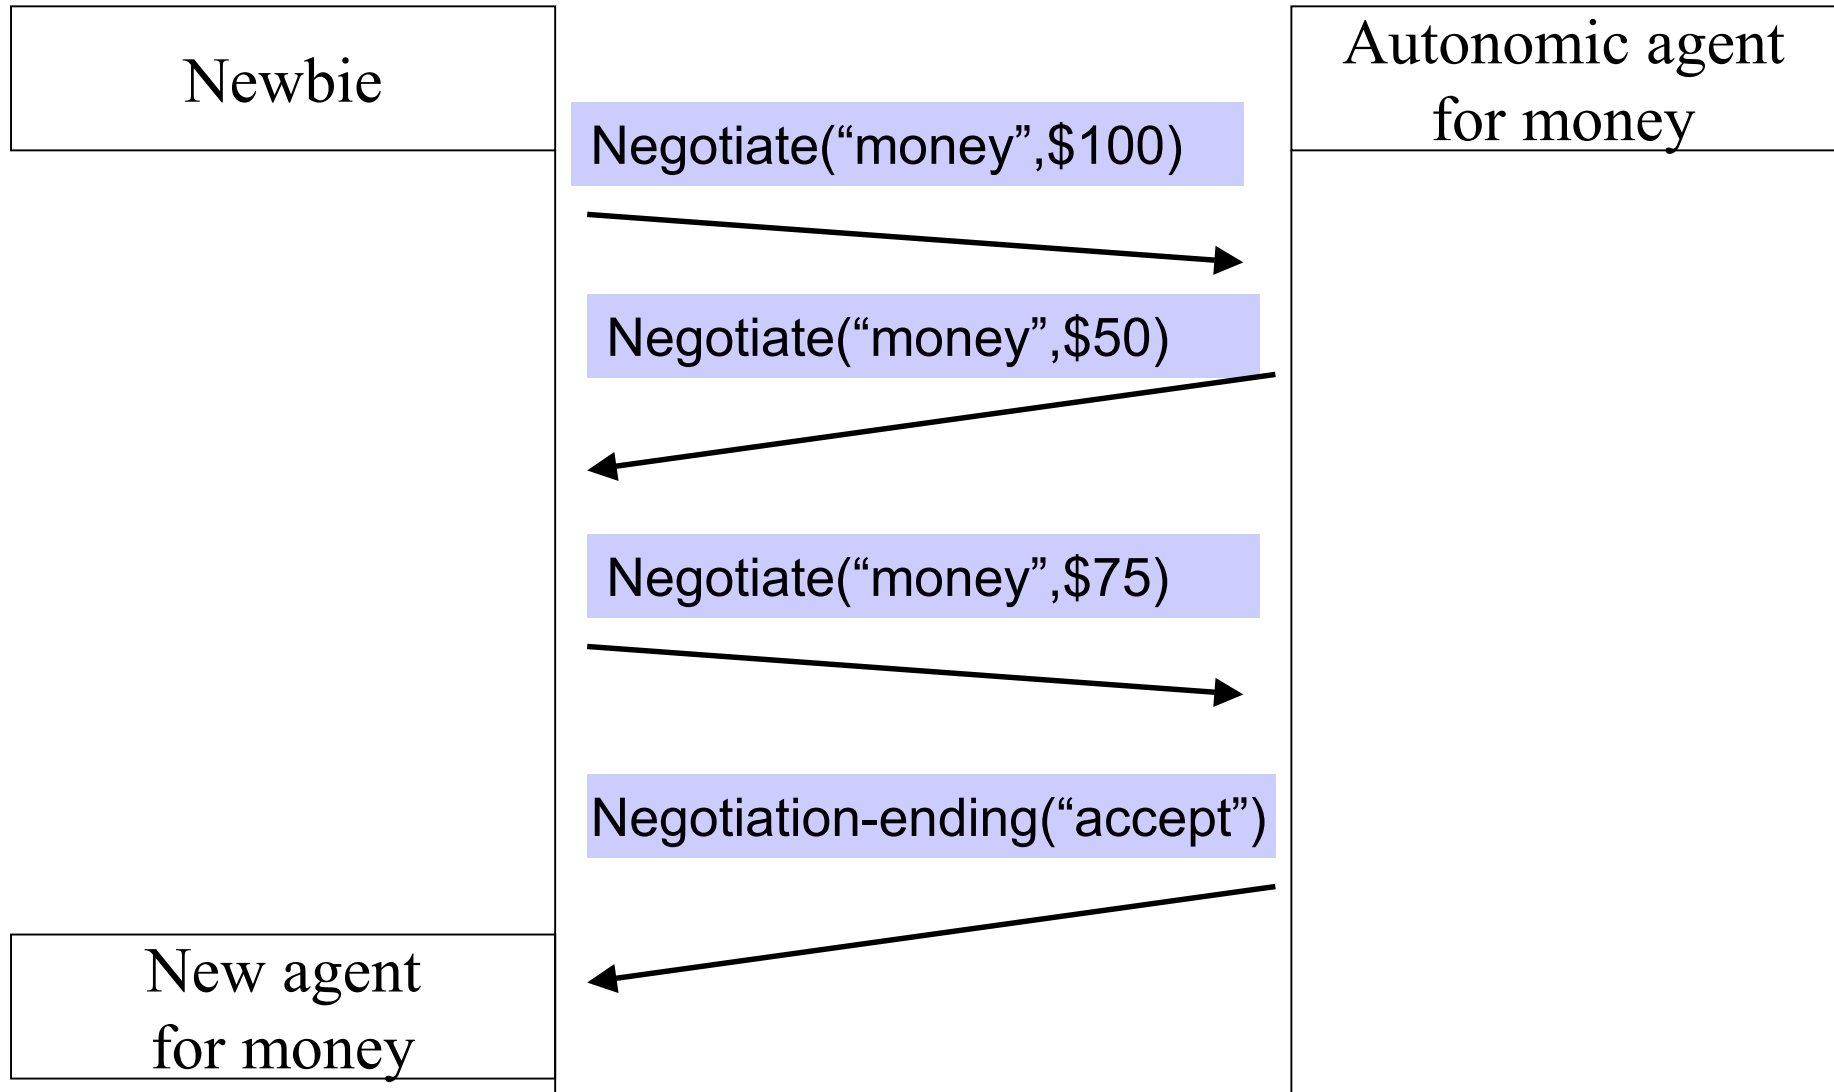 Newbie
Autonomic agent
for money
Negotiate(“money”,$100)
Negotiate(“money”,$50)
Negotiate(“money”,$75)
Negotiation-ending(“accept”)
New agent
for money